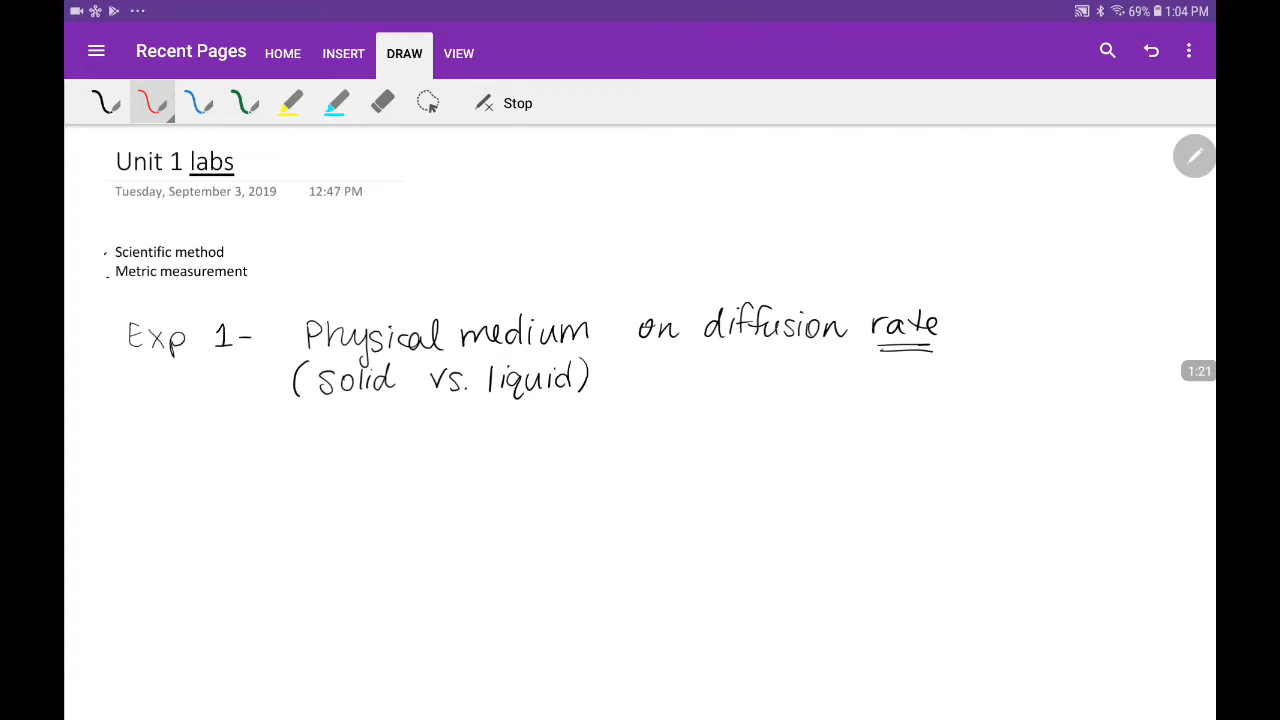 69% 1:04 PM
Recent Pages HOME INSERT DRAW VIEW
Stop
Unit 1 labs
Tuesday, September 3, 2019 12:47 PM
Scientific method
Metric measurement
Exp 1- Physical medium on diffusion rate
(solid vs. liquid)
1:21